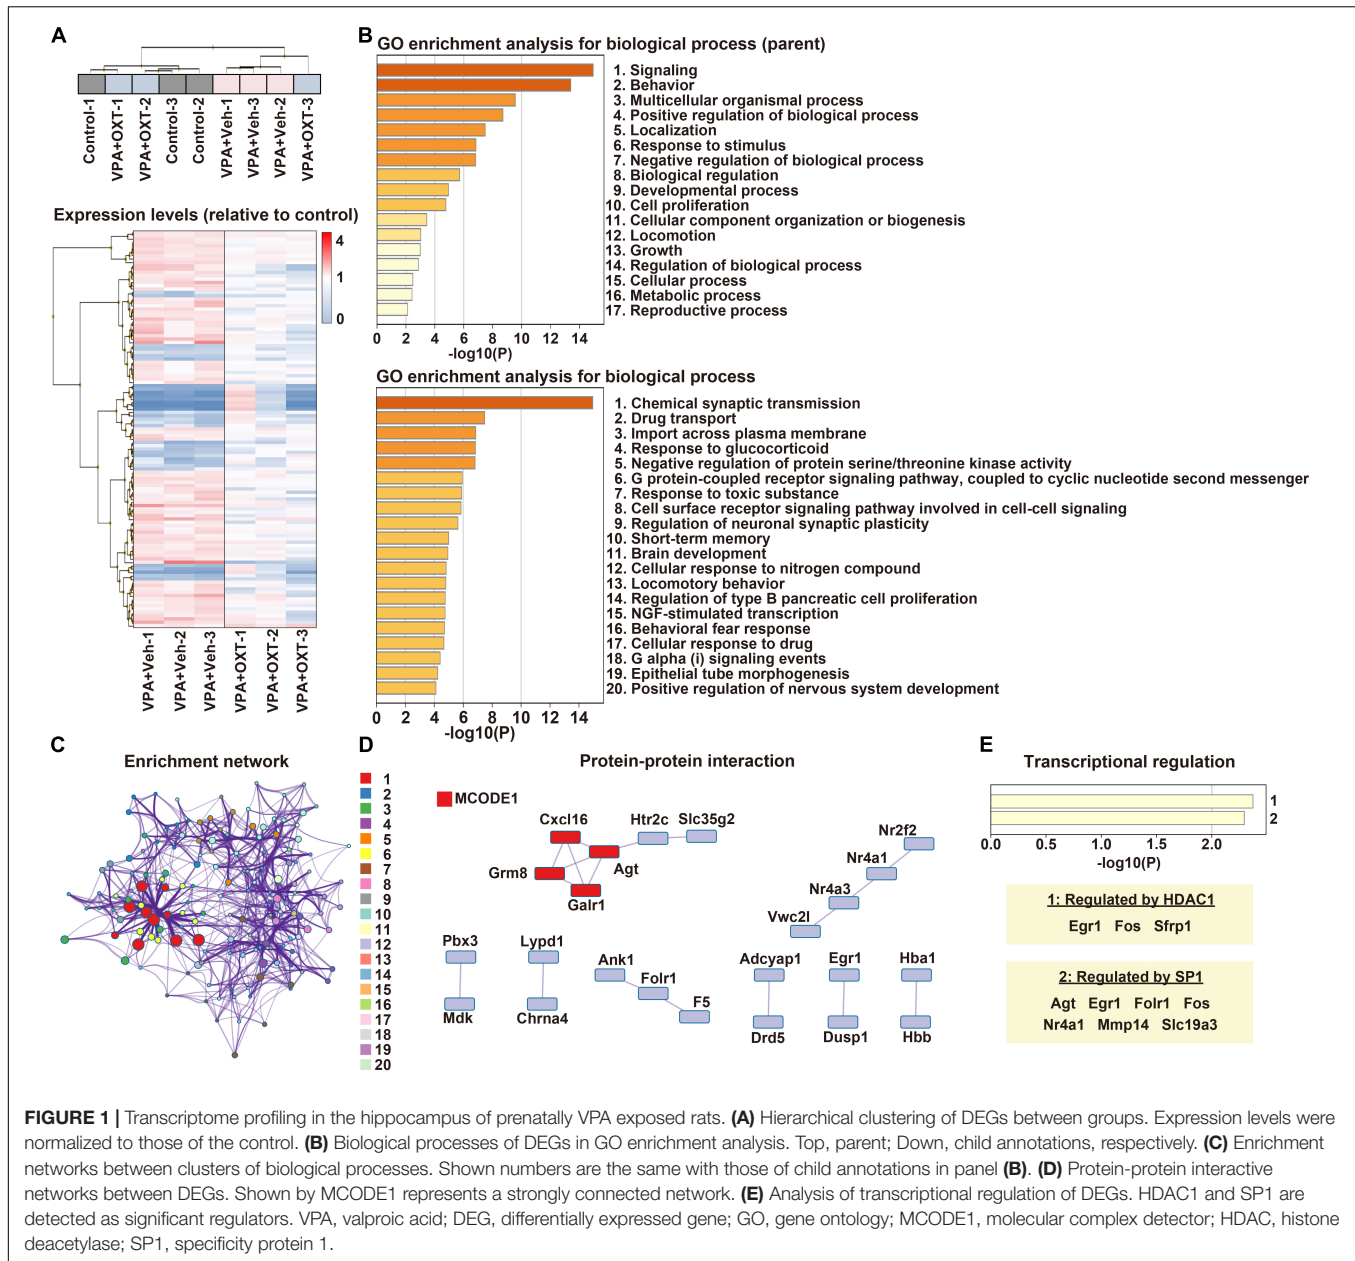 A
Control-1
VPA+OXT-1
VPA+OXT-2
Control-3
Control-2
VPA+Veh-1
VPA+Veh-3
VPA+Veh-2
VPA+OXT-3
Expression levels (relative to control)
4
1
0
VPA+Veh-1
VPA+Veh-2
VPA+Veh-3
VPA+OXT-1
VPA+OXT-2
VPA+OXT-3
B
GO enrichment analysis for biological process (parent)
1. Signaling
2. Behavior
3. Multicellular organismal process
4. Positive regulation of biological process
5. Localization
6. Response to stimulus
7. Negative regulation of biological process
8. Biological regulation
9. Developmental process
10. Cell proliferation
11. Cellular component organization or biogenesis
12. Locomotion
13. Growth
14. Regulation of biological process
15. Cellular process
16. Metabolic process
17. Reproductive process
0 2 4 6 8 10 12 14
-log10(P)
GO enrichment analysis for biological process
1. Chemical synaptic transmission
2. Drug transport
3. Import across plasma membrane
4. Response to glucocorticoid
5. Negative regulation of protein serine/threonine kinase activity
6. G protein-coupled receptor signaling pathway, coupled to cyclic nucleotide second messenger
7. Response to toxic substance
8. Cell surface receptor signaling pathway involved in cell-cell signaling
9. Regulation of neuronal synaptic plasticity
10. Short-term memory
11. Brain development
12. Cellular response to nitrogen compound
13. Locomotory behavior
14. Regulation of type B pancreatic cell proliferation
15. NGF-stimulated transcription
16. Behavioral fear response
17. Cellular response to drug
18. G alpha (i) signaling events
19. Epithelial tube morphogenesis
20. Positive regulation of nervous system development
0 2 4 6 8 10 12 14
-log10(P)
C
Enrichment network
1
2
3
4
5
6
7
8
9
10
11
12
13
14
15
16
17
18
19
20
D
Protein-protein interaction
MCODE1
Cxcl16
Htr2c
Slc35g2
Agt
Grm8
Galr1
Nr2f2
Nr4a1
Nr4a3
Vwc2l
Pbx3
Mdk
Lypd1
Chrna4
Ank1
Folr1
F5
Adcyap1
Drd5
Egr1
Dusp1
Hba1
Hbb
E
Transcriptional regulation
1
2
0.0 0.5 1.0 1.5 2.0
-log10(P)
1: Regulated by HDAC1
Egr1 Fos Sfrp1
2: Regulated by SP1
Agt Egr1 Folr1 Fos
Nr4a1 Mmp14 Slc19a3
FIGURE 1 | Transcriptome profiling in the hippocampus of prenatally VPA exposed rats. (A) Hierarchical clustering of DEGs between groups. Expression levels were
normalized to those of the control. (B) Biological processes of DEGs in GO enrichment analysis. Top, parent; Down, child annotations, respectively. (C) Enrichment
networks between clusters of biological processes. Shown numbers are the same with those of child annotations in panel (B). (D) Protein-protein interactive
networks between DEGs. Shown by MCODE1 represents a strongly connected network. (E) Analysis of transcriptional regulation of DEGs. HDAC1 and SP1 are
detected as significant regulators. VPA, valproic acid; DEG, differentially expressed gene; GO, gene ontology; MCODE1, molecular complex detector; HDAC, histone
deacetylase; SP1, specificity protein 1.